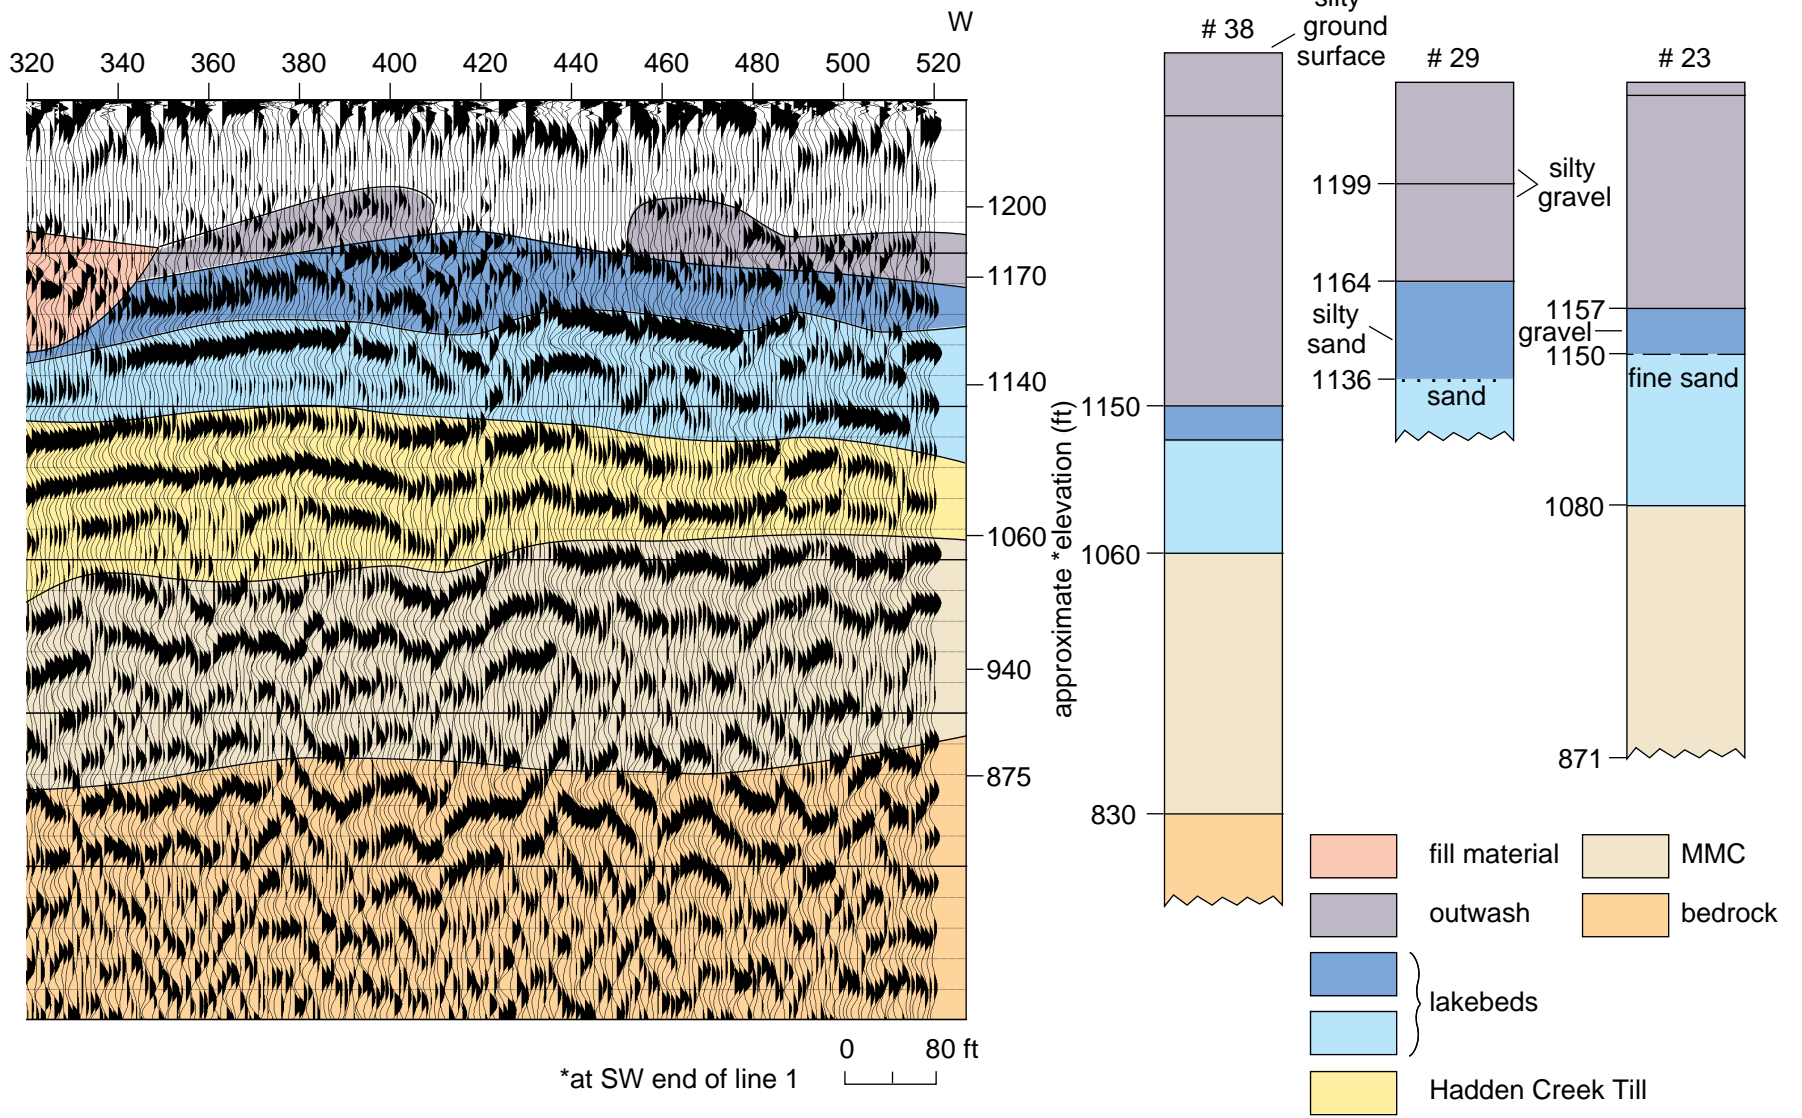 W
320 340 360 380 400 420 440 460 480 500 520
1200
1170
1140
1060
940
875
approximate *elevation (ft)
*at SW end of line 1
0 80 ft
# 38
silty
ground
surface
1150
1060
830
# 29
1199
silty
gravel
1164
silty
sand
1136
sand
# 23
1157
gravel
1150
fine sand
1080
871
fill material
outwash
lakebeds
Hadden Creek Till
MMC
bedrock